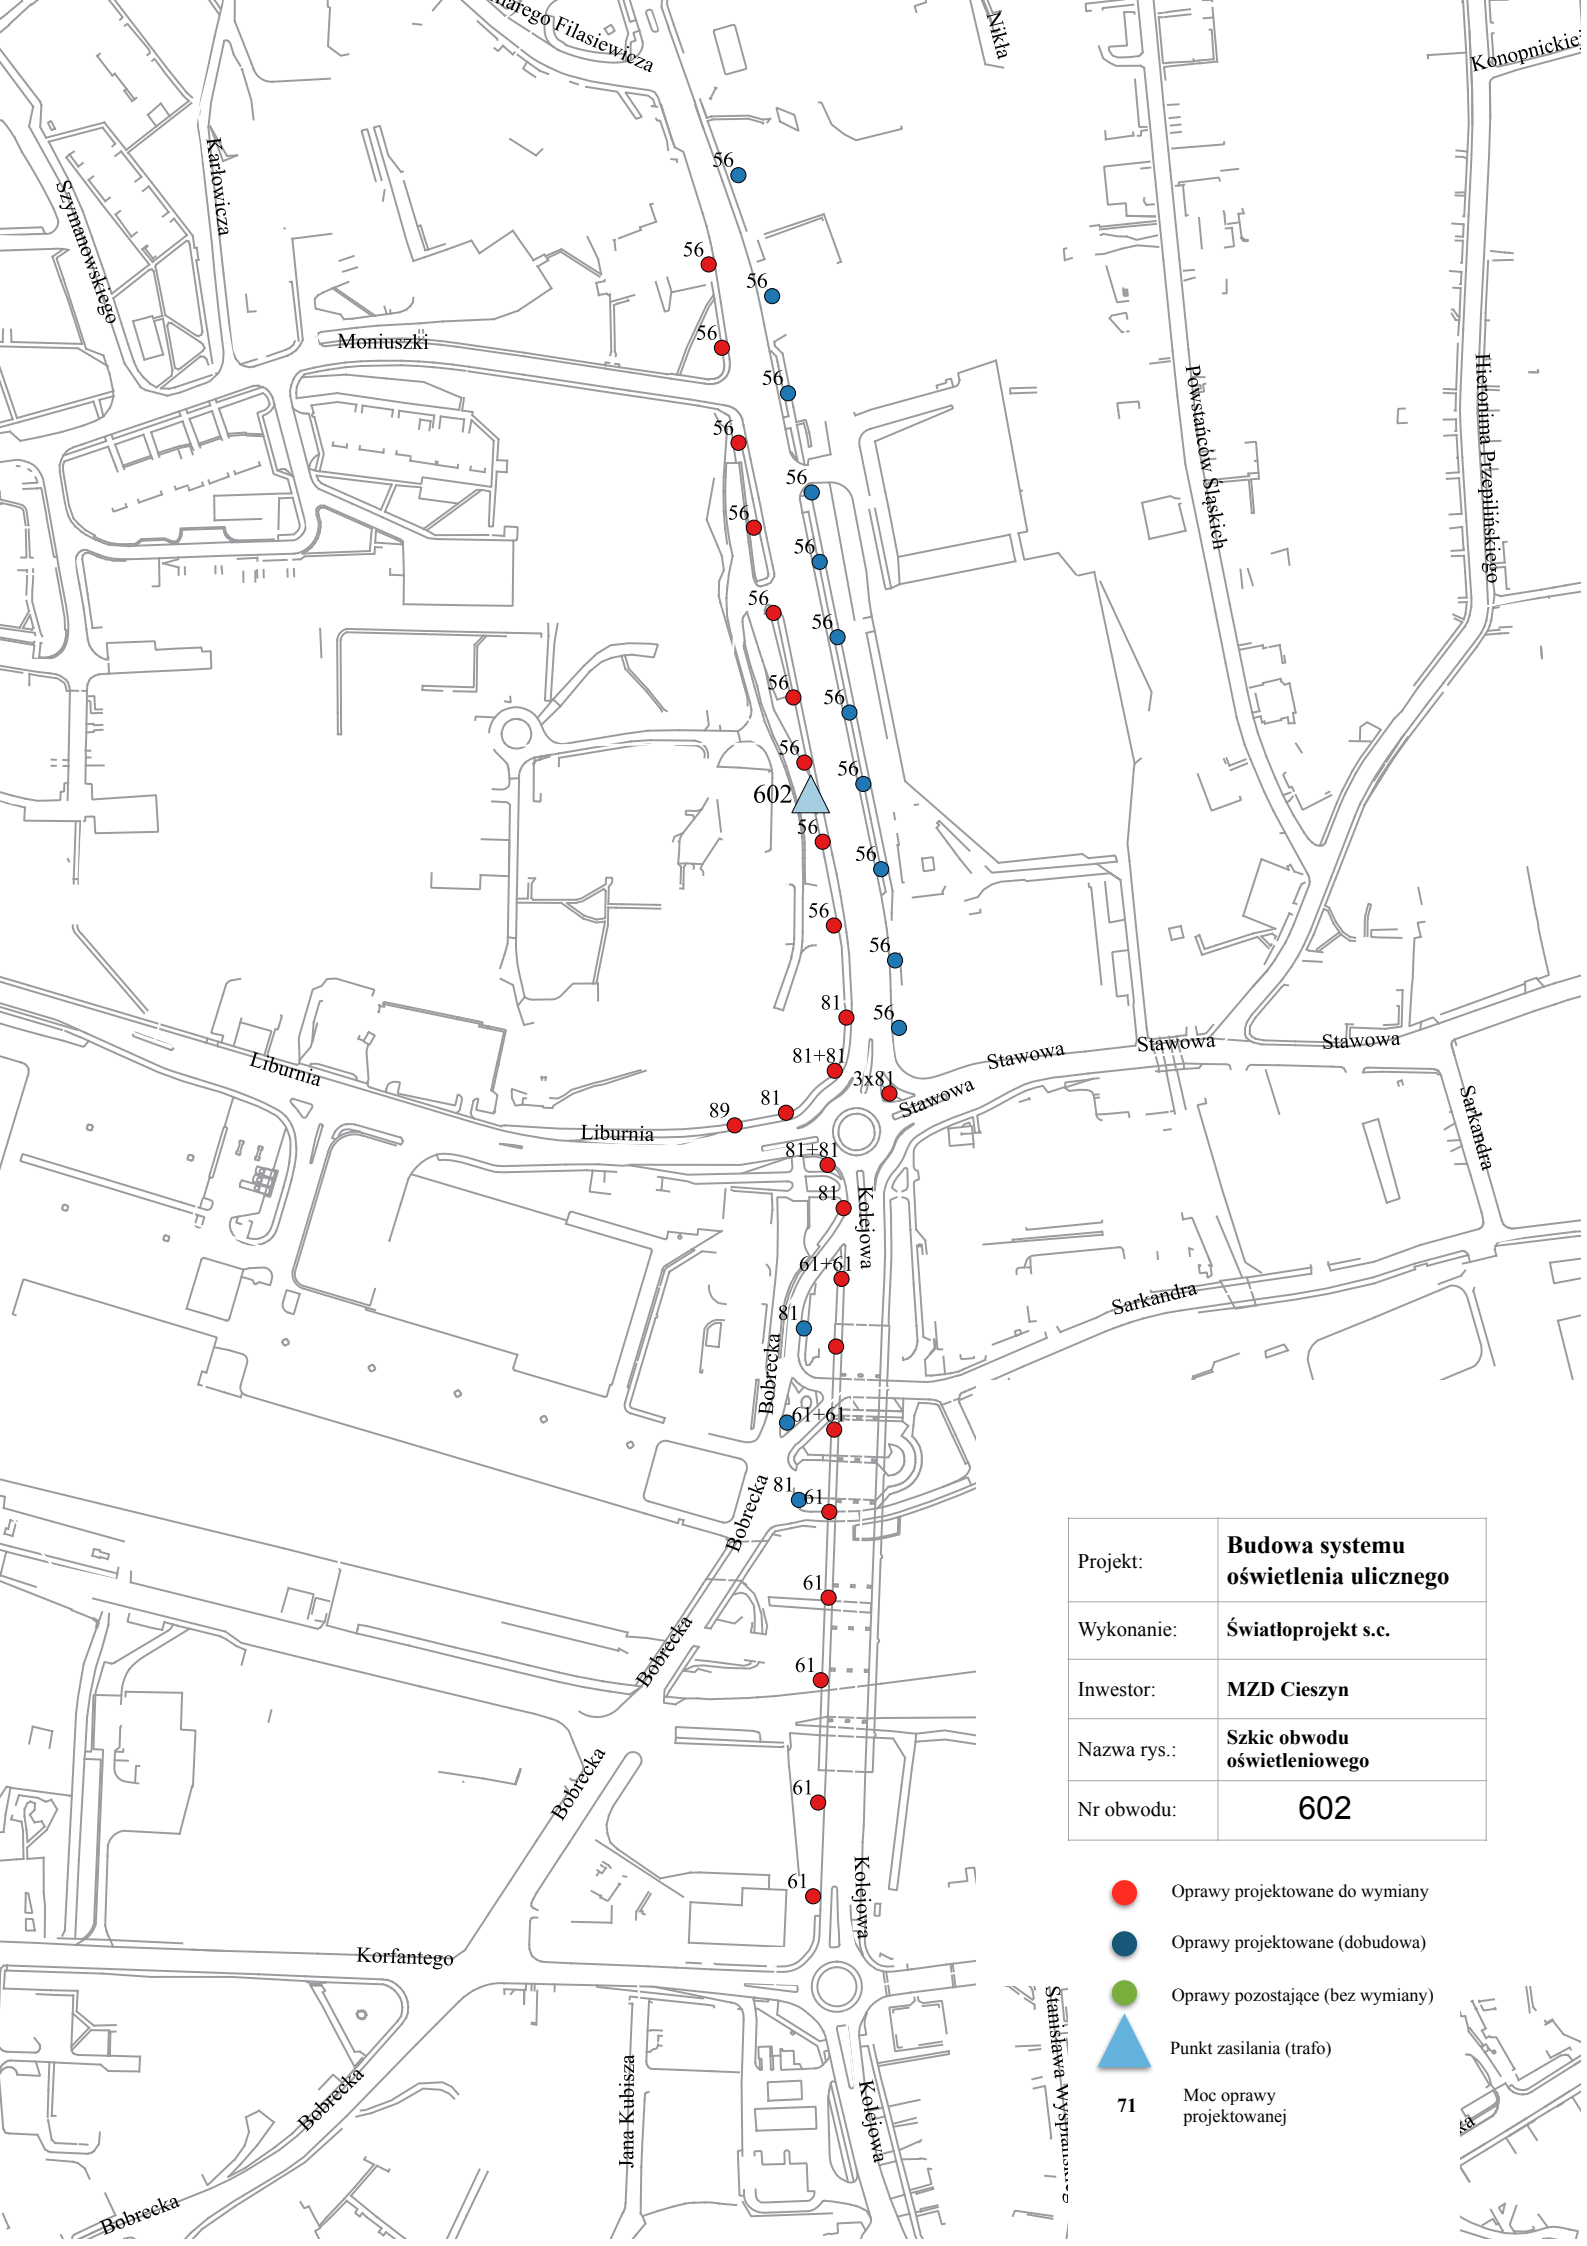 Filasiewicza
Nikła
Konopnickiej
Karłowicza
Szymanowskiego
56
56
56
56
Moniuszki
56
56
Powstańców Śląskich
Hieronima Przepilińskiego
56
56
56
56
56
56
56
56
56
56
602
56
56
56
56
81
56
81+81
Stawowa
Stawowa
Stawowa
Liburnia
3x81
Stawowa
81
89
Liburnia
Sarkandra
81+81
81
Kolejowa
61+61
Sarkandra
81
Bobrecka
61+61
81
61
Bobrecka
61
Bobrecka
61
Bobrecka
61
61
Kolejowa
Korfantego
Bobrecka
Jana Kubisza
Kolejowa
Stanisława
Bobrecka
Projekt:
Budowa systemu
oświetlenia ulicznego
Wykonanie:
Światłoprojekt s.c.
Inwestor:
MZD Cieszyn
Nazwa rys.:
Szkic obwodu
oświetleniowego
Nr obwodu:
602
Oprawy projektowane do wymiany
Oprawy projektowane (dobudowa)
Oprawy pozostające (bez wymiany)
Punkt zasilania (trafo)
71
Moc oprawy
projektowanej